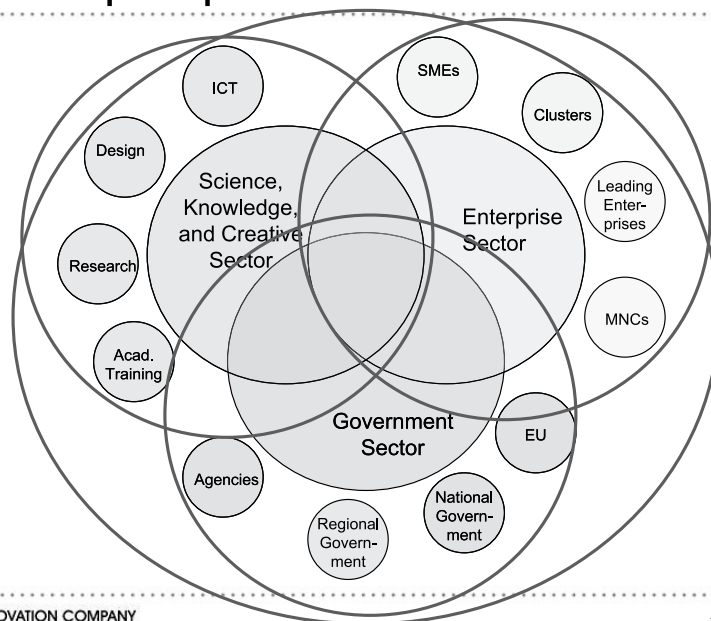 ICT
SMEs
Clusters
Design
Science,
Knowledge,
and Creative
Sector
Enterprise
Sector
Leading
Enter-
prises
Research
MNCs
Acad.
Training
Government
Sector
EU
Agencies
National
Govern-
ment
Regional
Govern-
ment
OVATION COMPANY